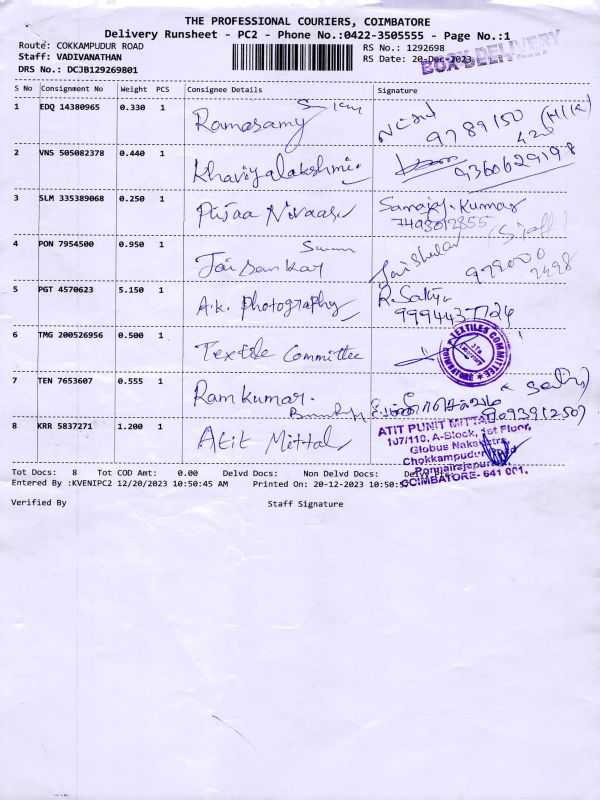 THE PROFESSIONAL COURIERS, COIMBATORE
Delivery Runsheet - PC2 - Phone No.:0422-3505555 - Page No.:1
Route: COKKAMPUDUR ROAD RS No.: 1292698
Staff: VADIVANATHAN RS Date: 20-Dec-2023
BOX DELIVERY
DRS No.: DCJB129269801
S No Consignment No Weight PCS Consignee Details Signature
1 EDQ 14380965 0.330 1 Ramasamy 9789150
2 VNS 505082378 0.440 1 Khaviyalakshmi 9360629198
3 SLM 335389068 0.250 1 Pujaa Nivaas Kumar
7493012855
4 PON 7954500 0.950 1 Jai Sankar
5 PGT 4570623 5.150 1 A.K. Photography R. 
6 TMG 200526956 0.500 1 Textile Committee
TEXTILES COMMITTEE
COIMBATORE
7 TEN 7653607 0.555 1 Ram Kumar.
8 KRR 5837271 1.200 1 Atit Mittal
ATIT PUNIT MITTAL
107/110, A-Block, 1st Floor,
Globus
Chokkampudur Road
COIMBATORE- 641 001.
Tot Docs: 8 Tot COD Amt: 0.00 Delvd Docs: Non Delvd Docs:
Entered By :KVENIPC2 12/20/2023 10:50:45 AM Printed On: 20-12-2023
Verified By Staff Signature